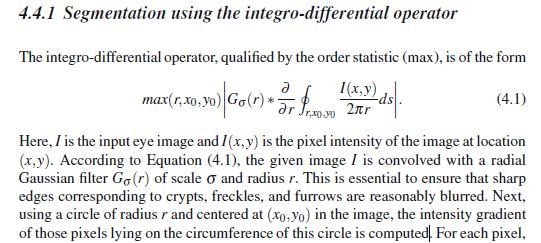 4.4.1 Segmentation using the integro-differential operator
The integro-differential operator, qualified by the order statistic (max), is of the form
max(r,x₀,y₀) | Gσ(r) * ∂/∂r ∮r,x₀,y₀ I(x,y)/2πr ds | . (4.1)
Here, I is the input eye image and I(x,y) is the pixel intensity of the image at location
(x,y). According to Equation (4.1), the given image I is convolved with a radial
Gaussian filter Gσ(r) of scale σ and radius r. This is essential to ensure that sharp
edges corresponding to crypts, freckles, and furrows are reasonably blurred. Next,
using a circle of radius r and centered at (x₀,y₀) in the image, the intensity gradient
of those pixels lying on the circumference of this circle is computed. For each pixel,